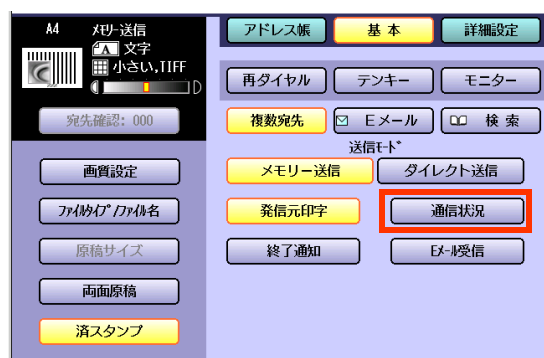 A4 ﾒﾓﾘｰ送信
A 文字
小さい,TIFF
D
宛先確認: 000
画質設定
ﾌｧｲﾙﾀｲﾌﾟ/ﾌｧｲﾙ名
原稿サイズ
両面原稿
済スタンプ
アドレス帳 基本 詳細設定
再ダイヤル テンキー モニター
複数宛先 Eメール 検索
送信ﾓｰﾄﾞ
メモリー送信 ダイレクト送信
発信元印字 通信状況
終了通知 Eﾒｰﾙ受信